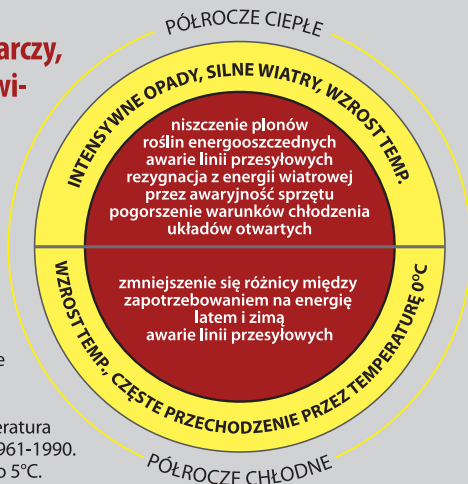 PÓŁROCZE CIEPŁE
arczy,
wi-
INTENSYWNE OPADY, SILNE WIATRY, WZROST TEMP.
niszczenie plonów
roślin energooszczednych
awarie linii przesyłowych
rezygnacja z energii wiatrowej
przez awaryjność sprzętu
pogorszenie warunków chłodzenia
układów otwartych
zmniejszenie się różnicy między
zapotrzebowaniem na energię
latem i zimą
awarie linii przesyłowych
WZROST TEMP., CZĘSTE PRZECHODZENIE PRZEZ TEMPERATURĘ 0°C
PÓŁROCZE CHŁODNE
e
eratura
961-1990.
o 5°C.